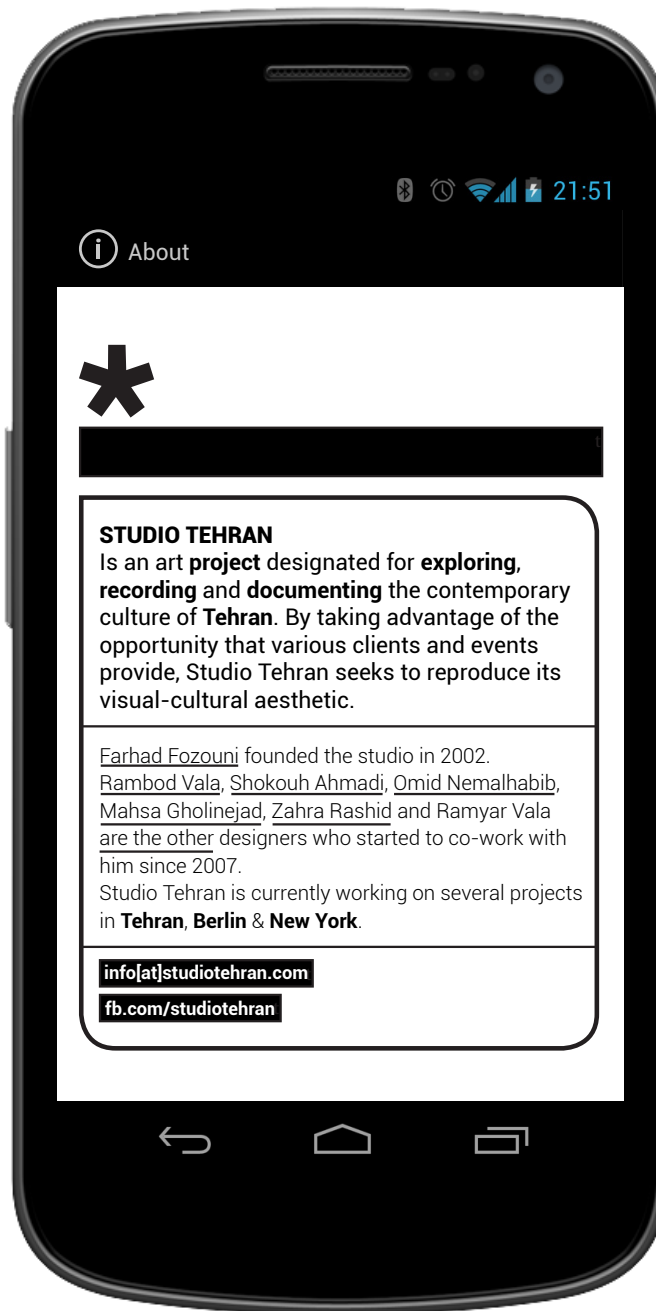 21:51
i About
*
STUDIO TEHRAN
Is an art project designated for exploring,
recording and documenting the contemporary
culture of Tehran. By taking advantage of the
opportunity that various clients and events
provide, Studio Tehran seeks to reproduce its
visual-cultural aesthetic.
Farhad Fozouni founded the studio in 2002.
Rambod Vala, Shokouh Ahmadi, Omid Nemalhabib,
Mahsa Gholinejad, Zahra Rashid and Ramyar Vala
are the other designers who started to co-work with
him since 2007.
Studio Tehran is currently working on several projects
in Tehran, Berlin & New York.
info[at]studiotehran.com
fb.com/studiotehran